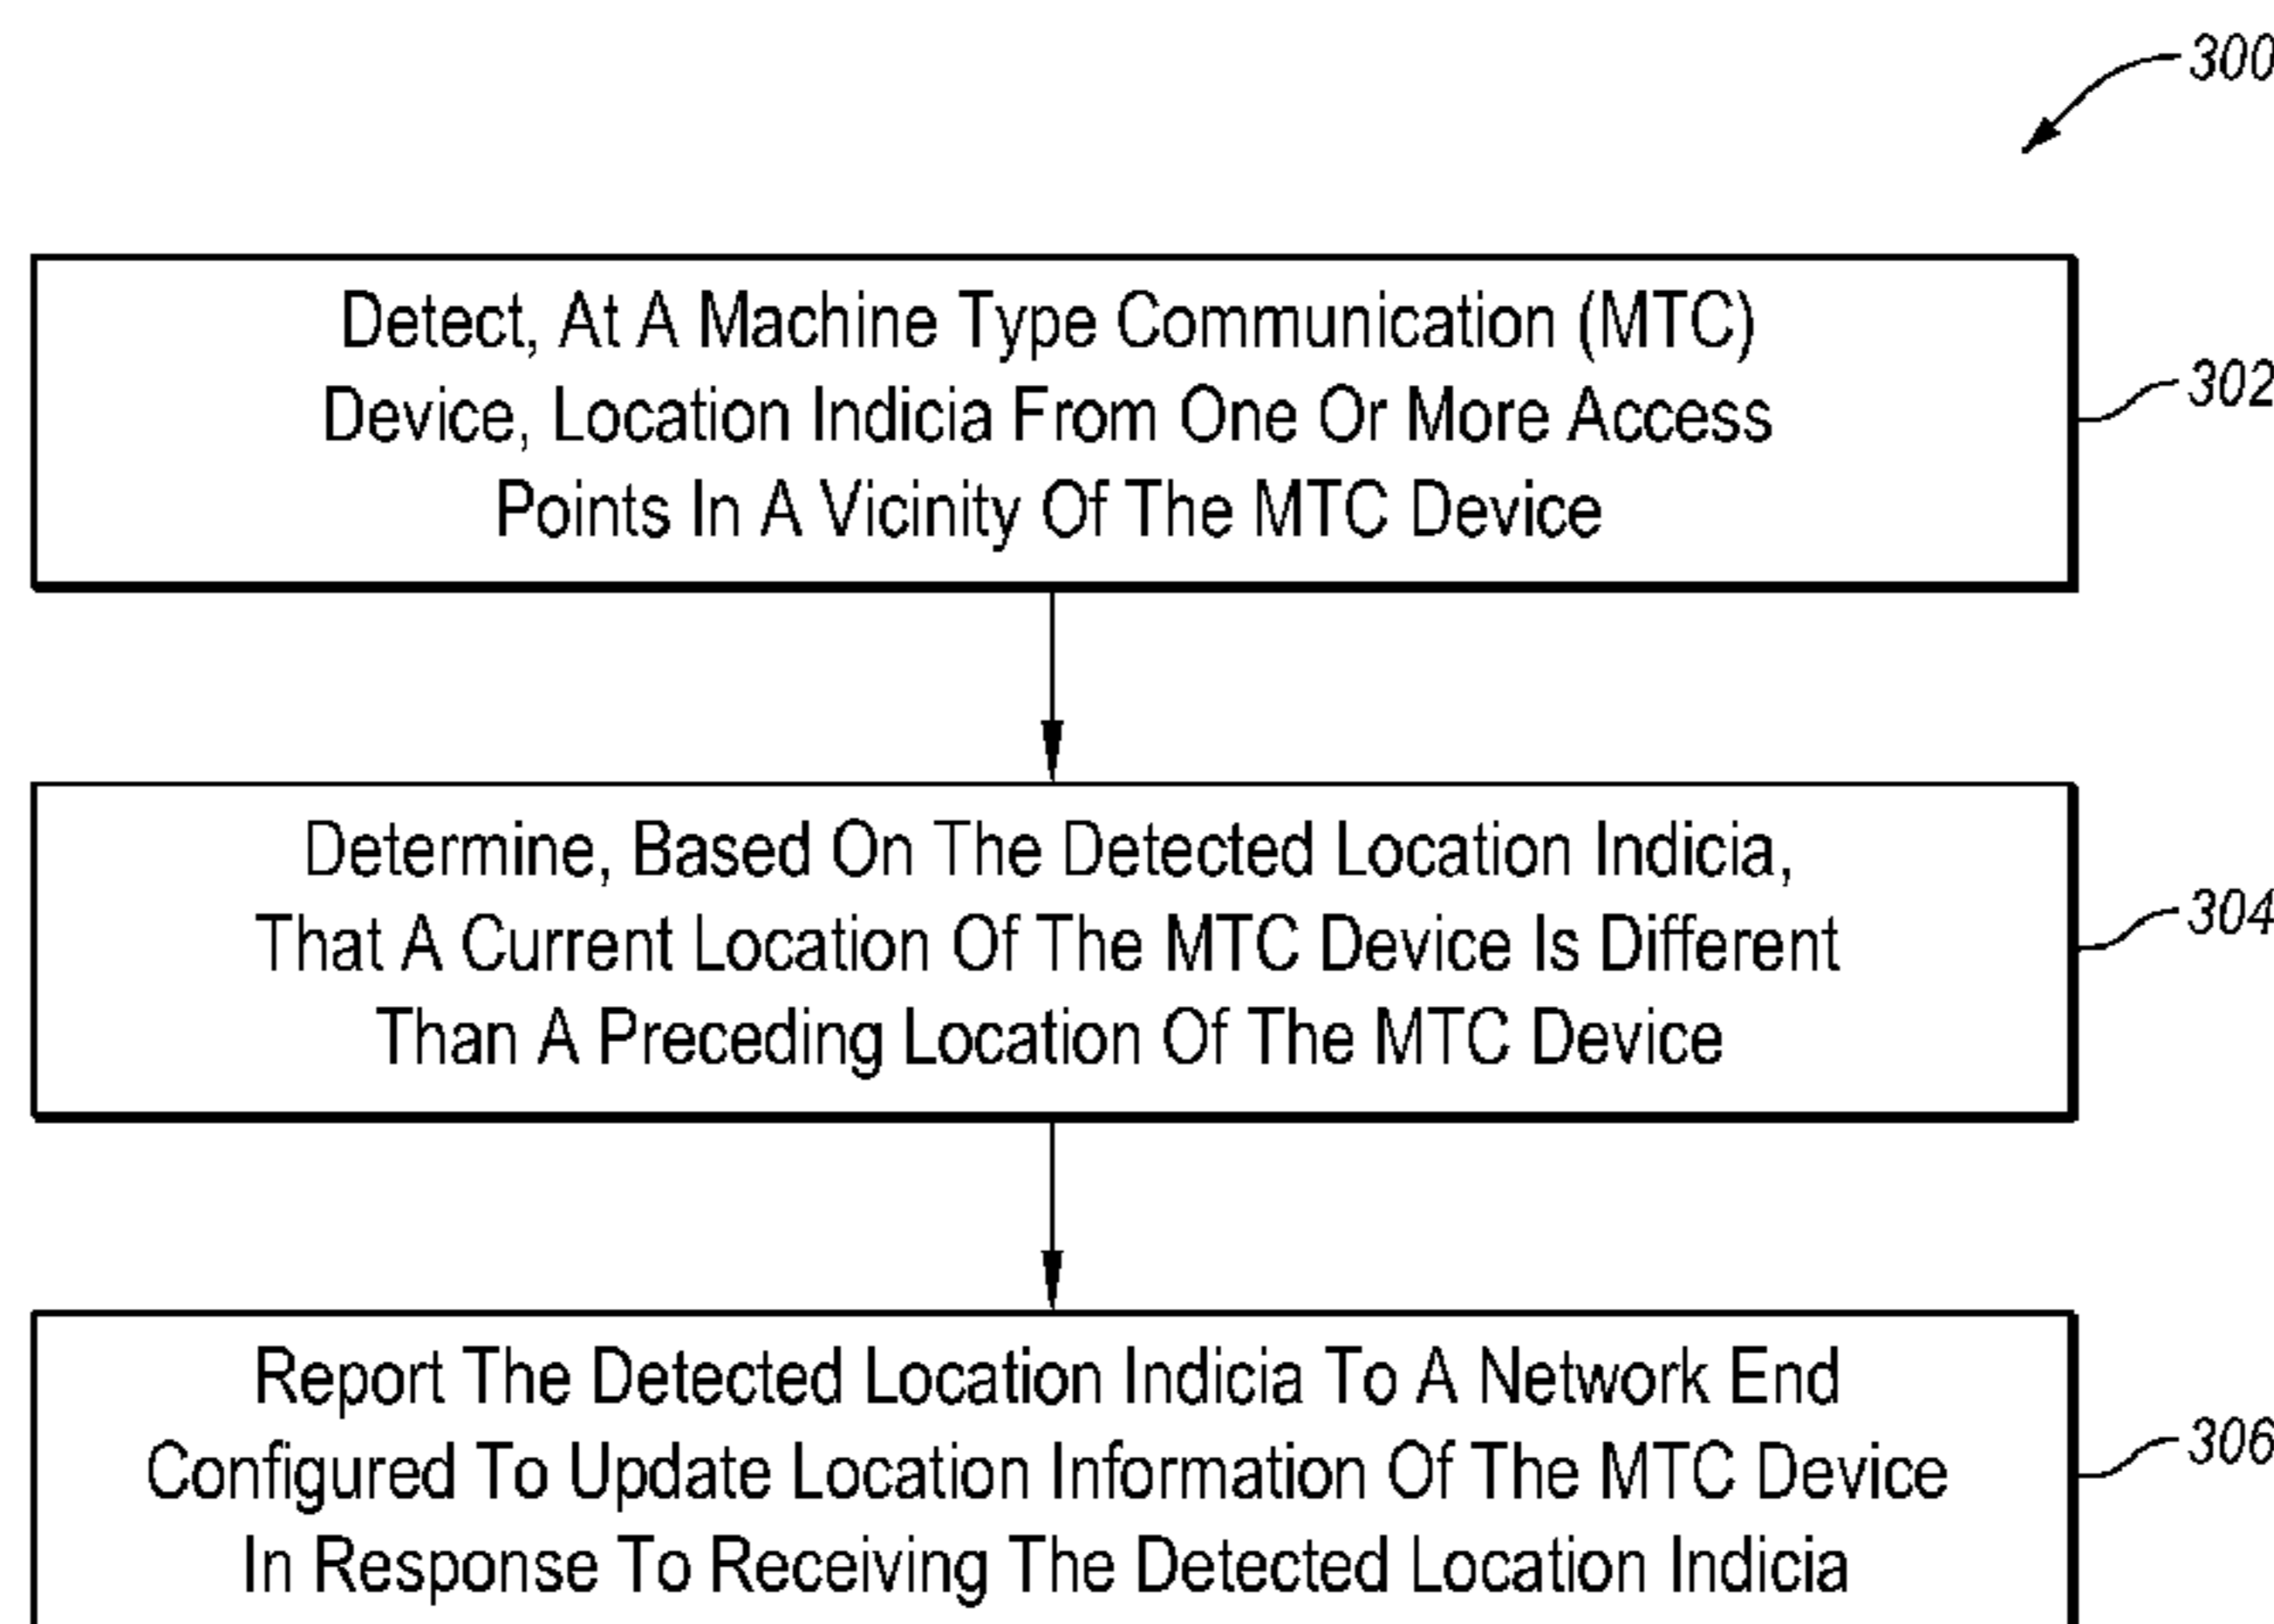 300
Detect, At A Machine Type Communication (MTC)
Device, Location Indicia From One Or More Access
Points In A Vicinity Of The MTC Device
302
Determine, Based On The Detected Location Indicia,
That A Current Location Of The MTC Device Is Different
Than A Preceding Location Of The MTC Device
304
Report The Detected Location Indicia To A Network End
Configured To Update Location Information Of The MTC Device
In Response To Receiving The Detected Location Indicia
306